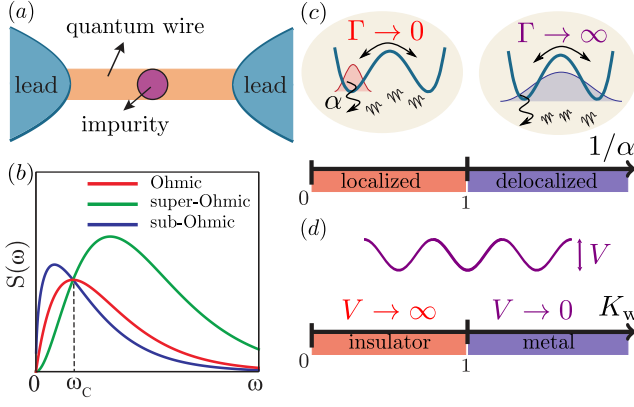 (a)
quantum wire
lead
lead
impurity
(b)
Ohmic
super-Ohmic
sub-Ohmic
S(ω)
0
ω_C
ω
(c)
Γ → 0
Γ → ∞
α
1/α
localized
delocalized
0
1
(d)
V
V → ∞
V → 0
K_w
insulator
metal
0
1